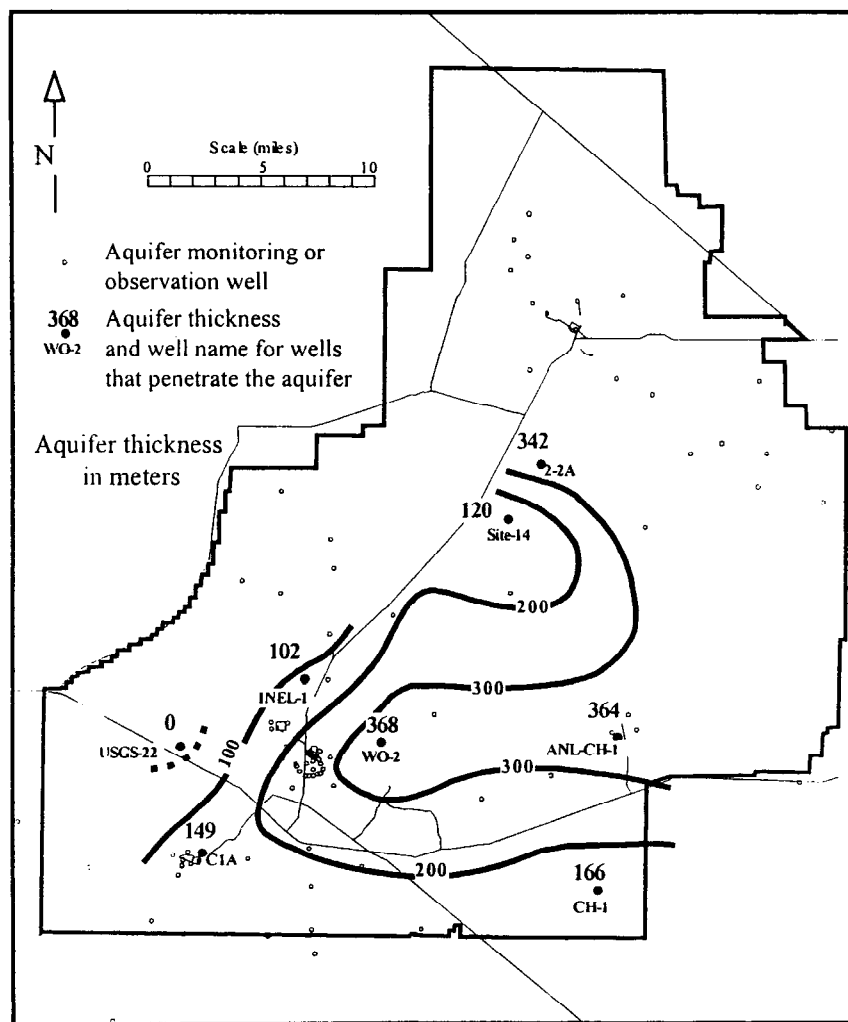 Scale (miles)
0 5 10
N
Aquifer monitoring or
observation well
368
WO-2
Aquifer thickness
and well name for wells
that penetrate the aquifer
Aquifer thickness
in meters
342
2-2A
120
Site-14
200
102
INEL-1
300
0
USGS-22
100
368
WO-2
364
ANL-CH-1
300
149
C1A
200
166
CH-1